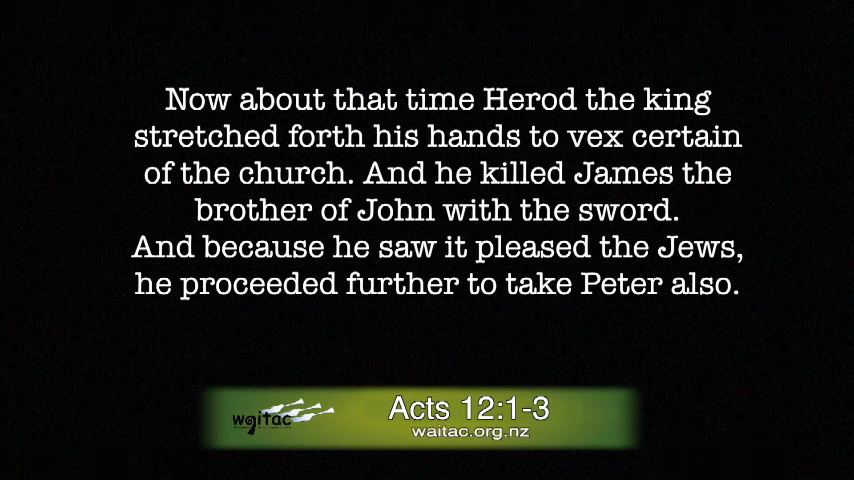 Now about that time Herod the king
stretched forth his hands to vex certain
of the church. And he killed James the
brother of John with the sword.
And because he saw it pleased the Jews,
he proceeded further to take Peter also.
waitac
Acts 12:1-3
waitac.org.nz